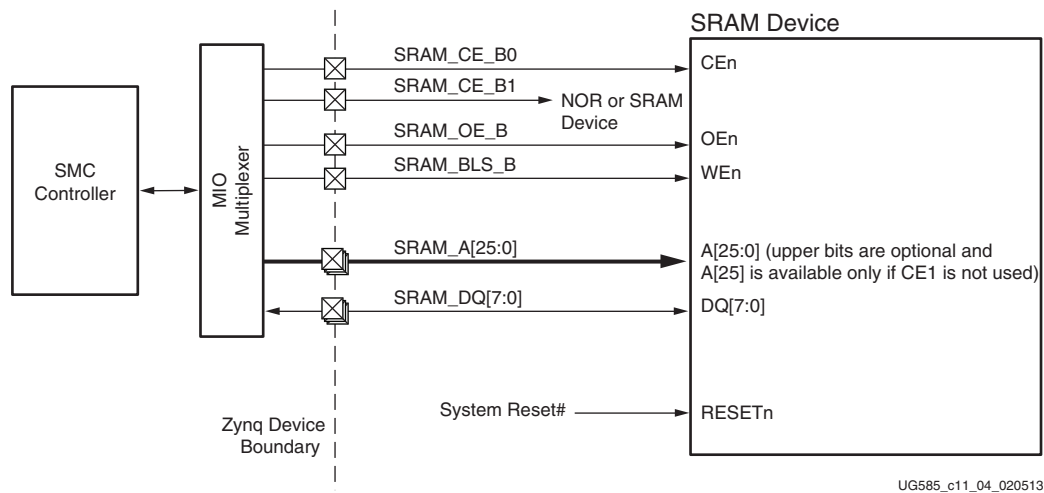 SRAM Device
SRAM_CE_B0
CEn
SRAM_CE_B1
NOR or SRAM
Device
SRAM_OE_B
OEn
SRAM_BLS_B
WEn
SMC
Controller
MIO
Multiplexer
SRAM_A[25:0]
A[25:0] (upper bits are optional and
A[25] is available only if CE1 is not used)
SRAM_DQ[7:0]
DQ[7:0]
System Reset#
RESETn
Zynq Device
Boundary
UG585_c11_04_020513